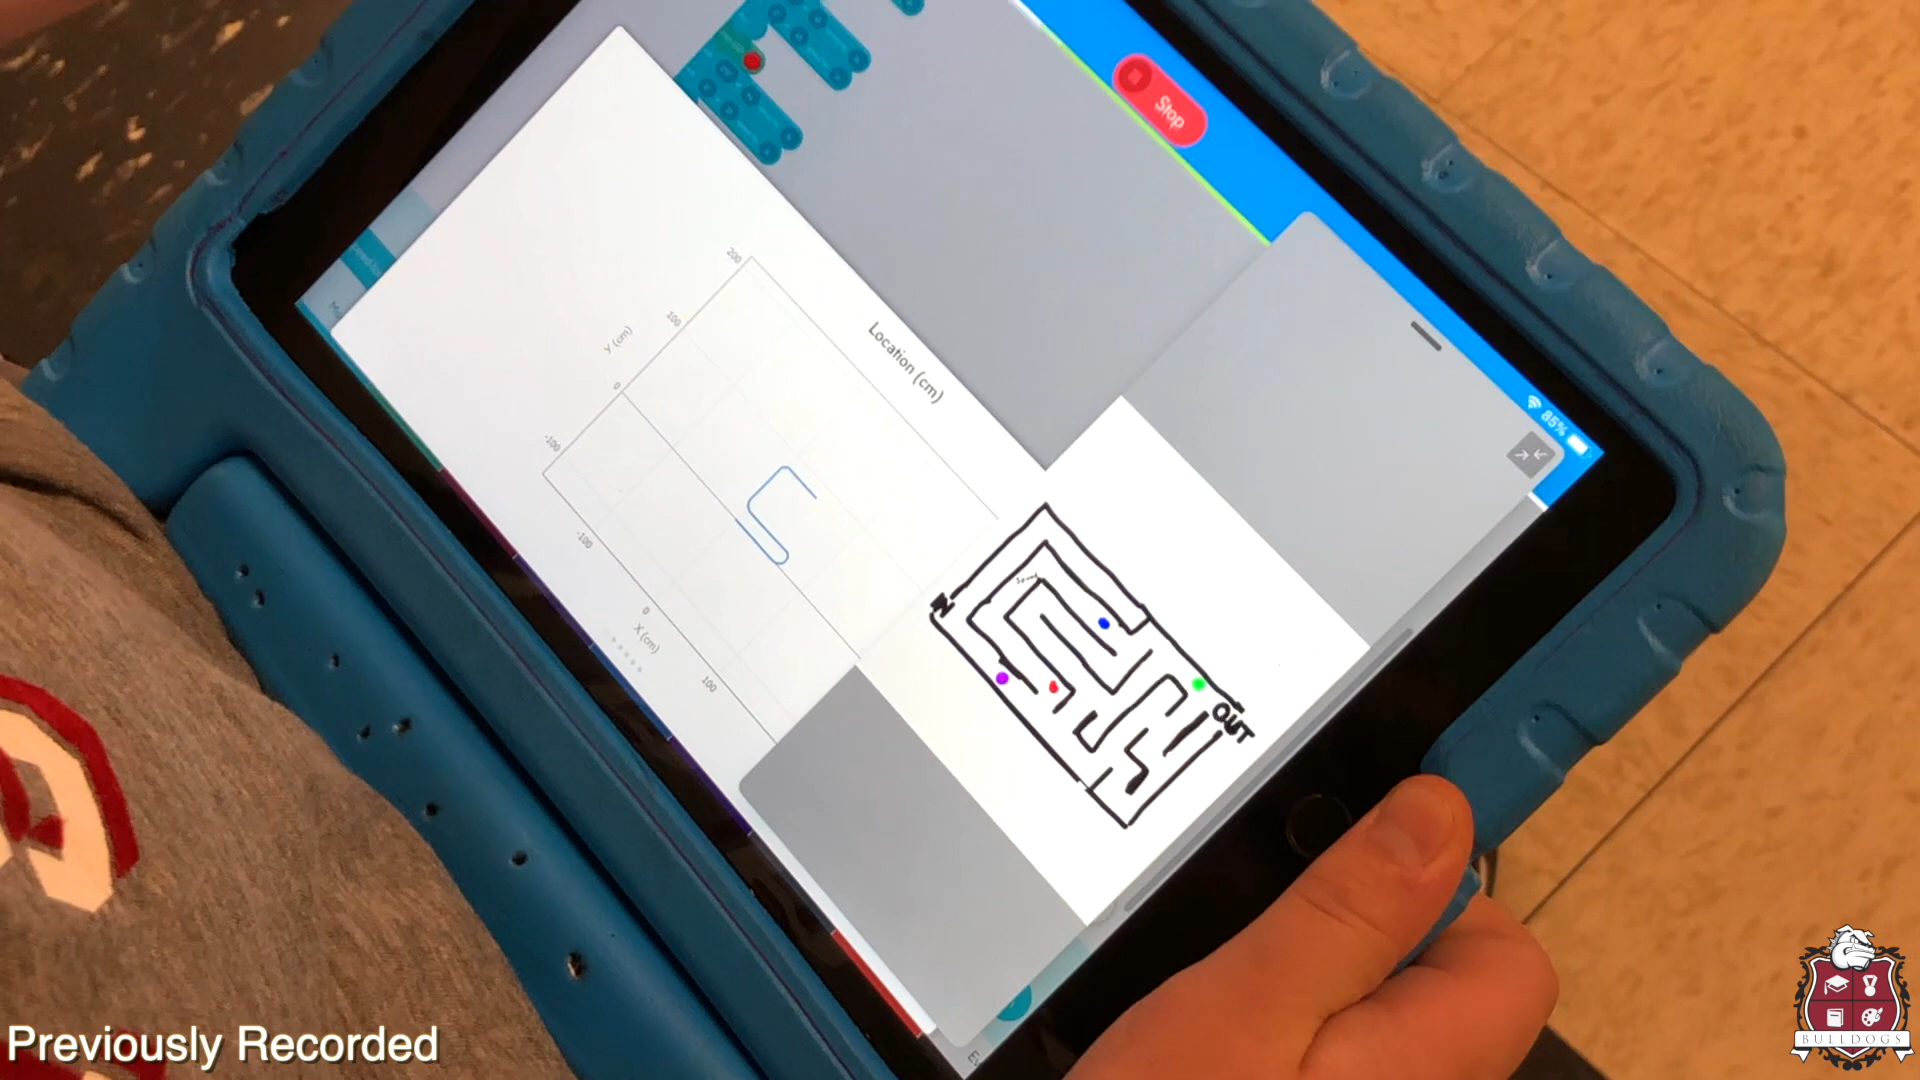 Stop
85%
Location (cm)
Y (cm)
200
100
0
-100
-100
0
100
X (cm)
IN
OUT
Previously Recorded
BULLDOGS